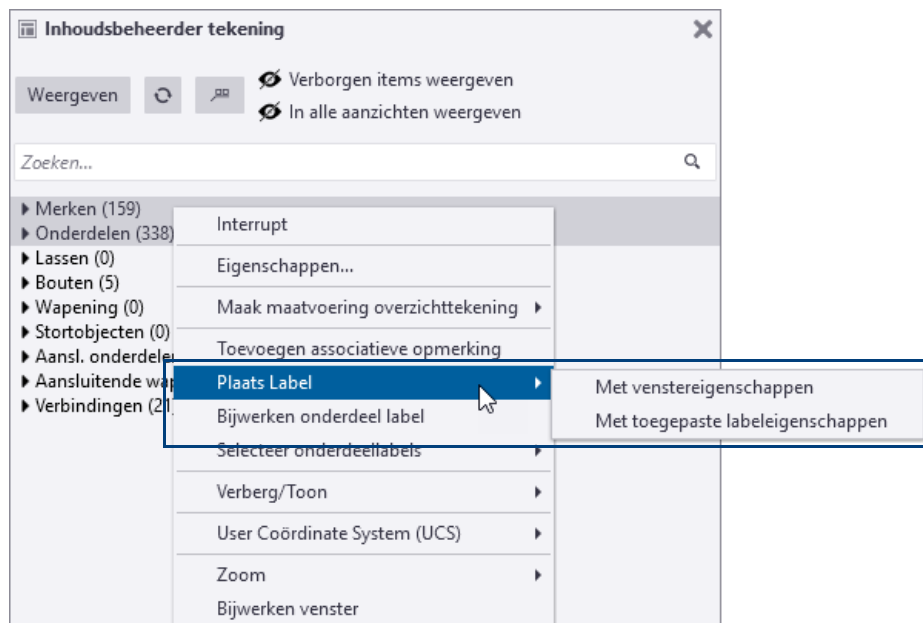 Inhoudsbeheerder tekening
Weergeven
Verborgen items weergeven
In alle aanzichten weergeven
Zoeken...
Merken (159)
Onderdelen (338)
Lassen (0)
Bouten (5)
Wapening (0)
Stortobjecten (0)
Aansl. onderdele
Aansluitende wap
Verbindingen (21
Interrupt
Eigenschappen...
Maak maatvoering overzichttekening
Toevoegen associatieve opmerking
Plaats Label
Bijwerken onderdeel label
Selecteer onderdeellabels
Verberg/Toon
User Coördinate System (UCS)
Zoom
Bijwerken venster
Met venstereigenschappen
Met toegepaste labeleigenschappen